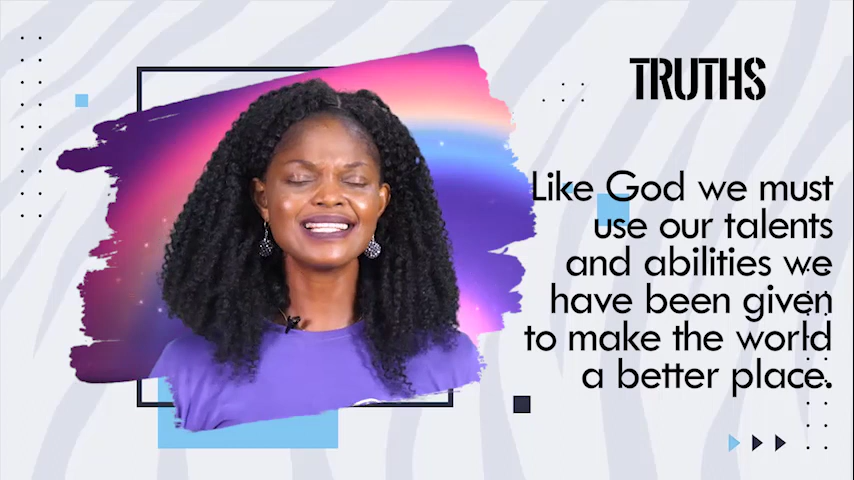 TRUTHS
Like God we must
use our talents
and abilities we
have been given
to make the world
a better place.